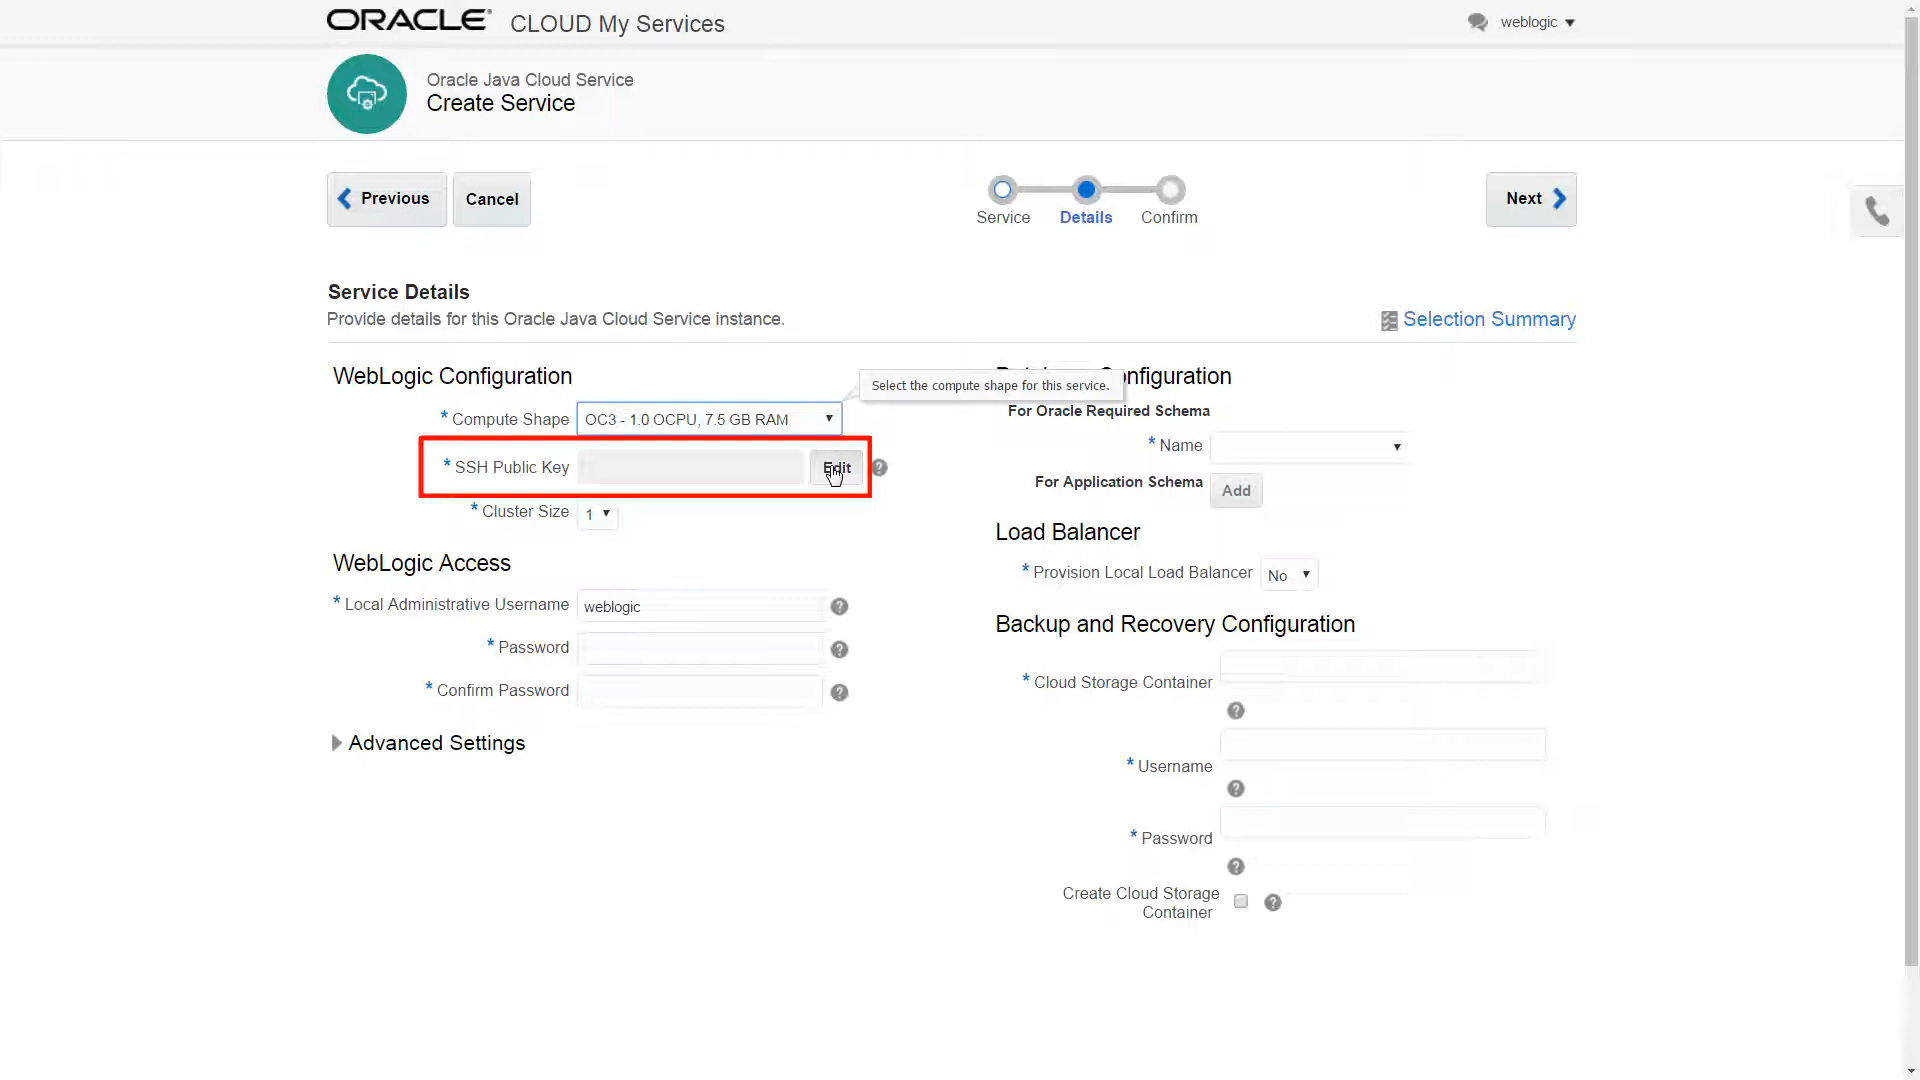 ORACLE® CLOUD My Services
weblogic
Oracle Java Cloud Service
Create Service
Previous
Cancel
Service
Details
Confirm
Next
Service Details
Provide details for this Oracle Java Cloud Service instance.
Selection Summary
WebLogic Configuration
* Compute Shape OC3 - 1.0 OCPU, 7.5 GB RAM
Select the compute shape for this service.
* SSH Public Key Edit ?
* Cluster Size 1
WebLogic Access
* Local Administrative Username weblogic ?
* Password ?
* Confirm Password ?
Advanced Settings
nfiguration
For Oracle Required Schema
* Name
For Application Schema Add
Load Balancer
* Provision Local Load Balancer No
Backup and Recovery Configuration
* Cloud Storage Container
?
* Username
?
* Password
?
Create Cloud Storage
Container ?